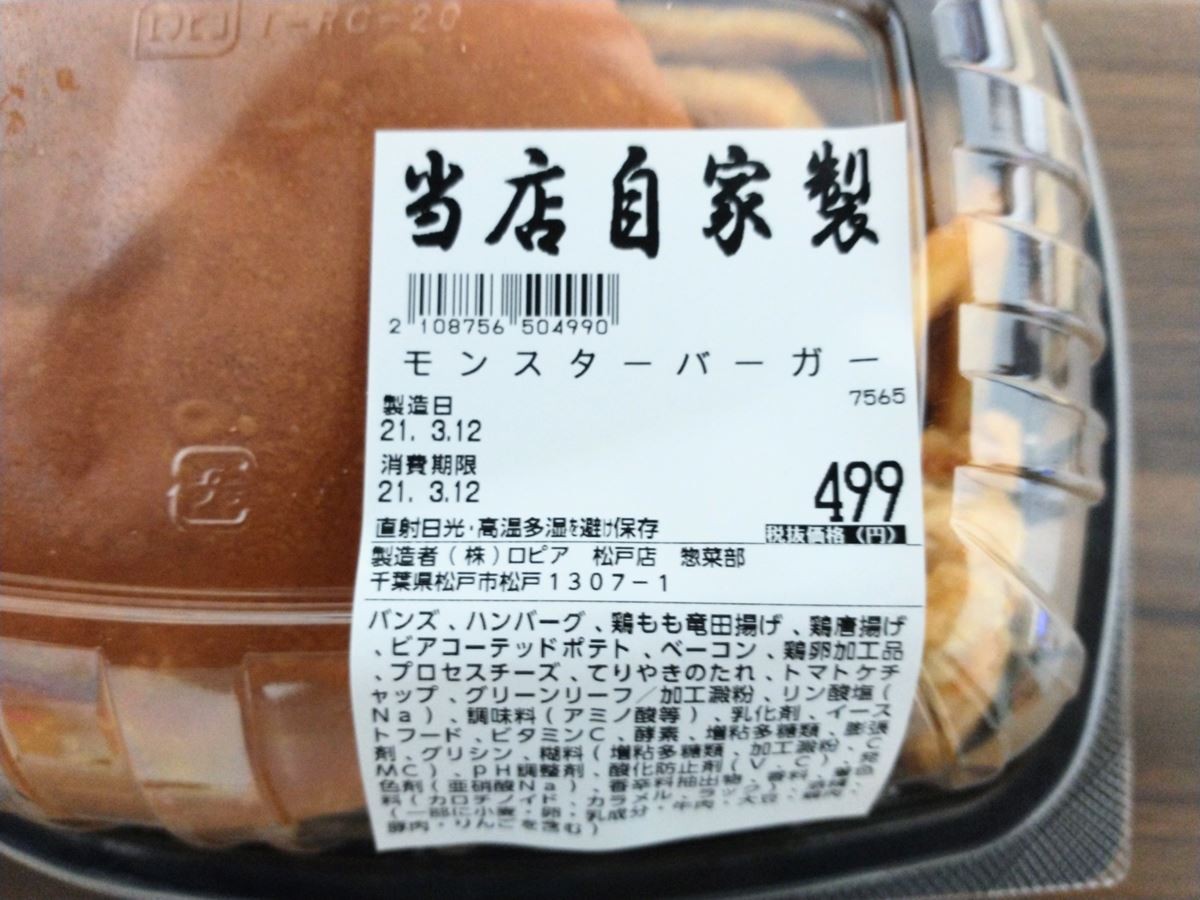 T-RC-20
当店自家製
2 108756 504990
モンスターバーガー
7565
製造日
21. 3.12
消費期限
21. 3.12
499
税抜価格(円)
直射日光・高温多湿を避け保存
製造者(株)ロピア 松戸店 惣菜部
千葉県松戸市松戸1307-1
バンズ、ハンバーグ、鶏もも竜田揚げ、鶏唐揚げ
、ビアコーテッドポテト、ベーコン、鶏卵加工品
、プロセスチーズ、てりやきのたれ、トマトケチ
ャップ、グリーンリーフ/加工澱粉、リン酸塩(
Na)、調味料(アミノ酸等)、乳化剤、イース
トフード、ビタミンC、酵素、増粘多糖類、膨張
剤、グリシン、糊料(増粘多糖類、加工澱粉、C
MC)、pH調整剤、酸化防止剤(V.C)、発
色剤(亜硝酸Na)、香辛料抽出物、香料、着色
料(カロチノイド、カラメル、ラック)、酒精、
(一部に小麦・卵・乳成分・牛肉・大豆・鶏肉・
豚肉・りんごを含む)